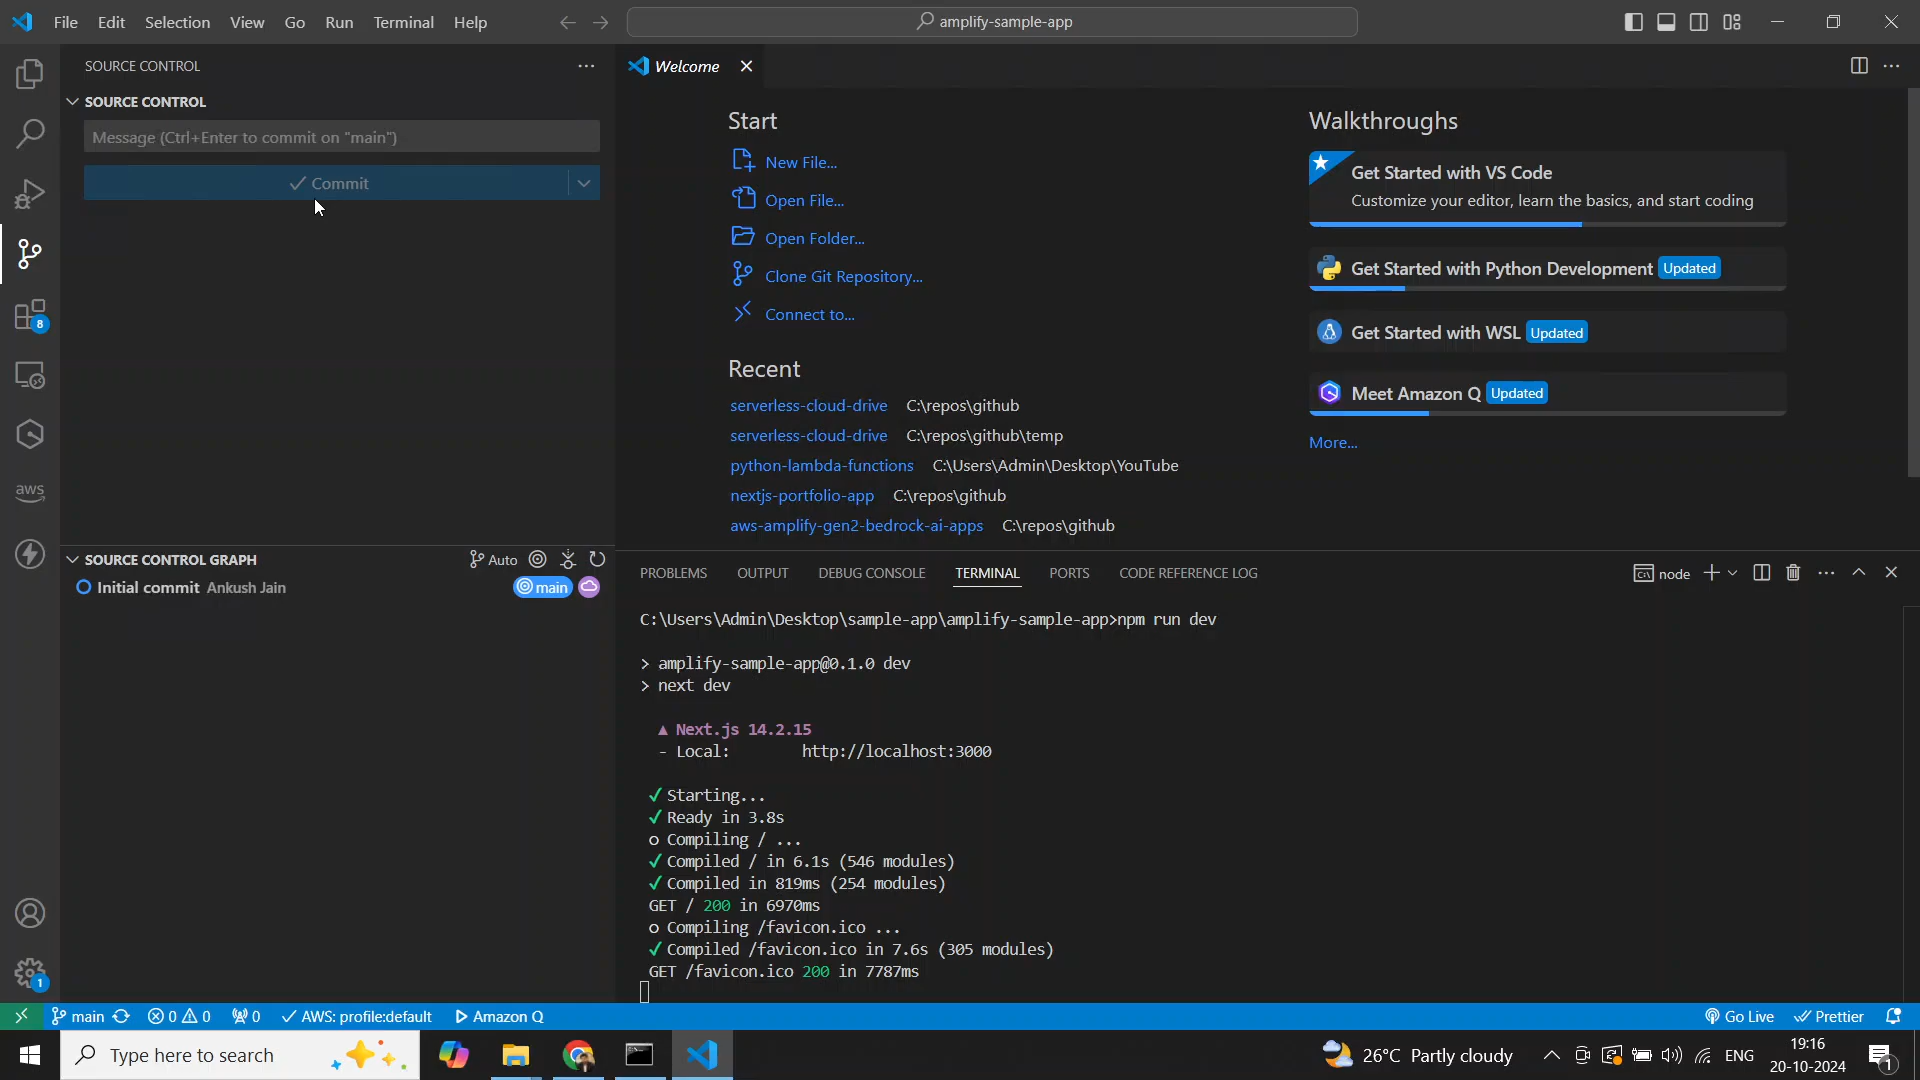 File Edit Selection View Go Run Terminal Help
amplify-sample-app
SOURCE CONTROL
SOURCE CONTROL
Message (Ctrl+Enter to commit on "main")
Commit
8
aws
SOURCE CONTROL GRAPH
Auto
Initial commit Ankush Jain
main
1
Welcome
Start
New File...
Open File...
Open Folder...
Clone Git Repository...
Connect to...
Recent
serverless-cloud-drive C:\repos\github
serverless-cloud-drive C:\repos\github\temp
python-lambda-functions C:\Users\Admin\Desktop\YouTube
nextjs-portfolio-app C:\repos\github
aws-amplify-gen2-bedrock-ai-apps C:\repos\github
Walkthroughs
Get Started with VS Code
Customize your editor, learn the basics, and start coding
Get Started with Python Development Updated
Get Started with WSL Updated
Meet Amazon Q Updated
More...
PROBLEMS OUTPUT DEBUG CONSOLE TERMINAL PORTS CODE REFERENCE LOG
node
C:\Users\Admin\Desktop\sample-app\amplify-sample-app>npm run dev
> amplify-sample-app@0.1.0 dev
> next dev
▲ Next.js 14.2.15
- Local: http://localhost:3000
✓ Starting...
✓ Ready in 3.8s
○ Compiling / ...
✓ Compiled / in 6.1s (546 modules)
✓ Compiled in 819ms (254 modules)
GET / 200 in 6970ms
○ Compiling /favicon.ico ...
✓ Compiled /favicon.ico in 7.6s (305 modules)
GET /favicon.ico 200 in 7787ms
main 0 0 0 AWS: profile:default Amazon Q
Go Live Prettier
Type here to search
26°C Partly cloudy
ENG
19:16
20-10-2024
1